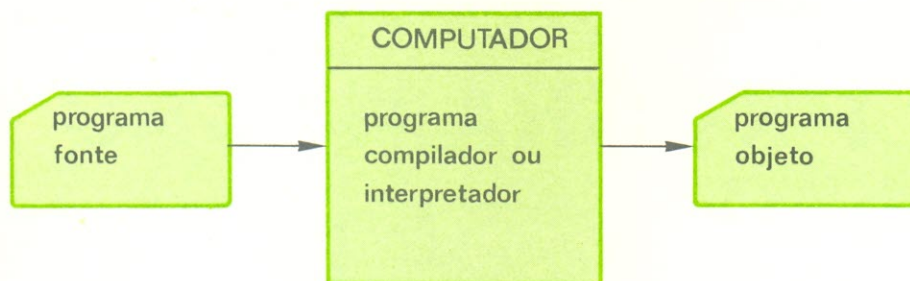 COMPUTADOR
programa
fonte
programa
compilador ou
interpretador
programa
objeto